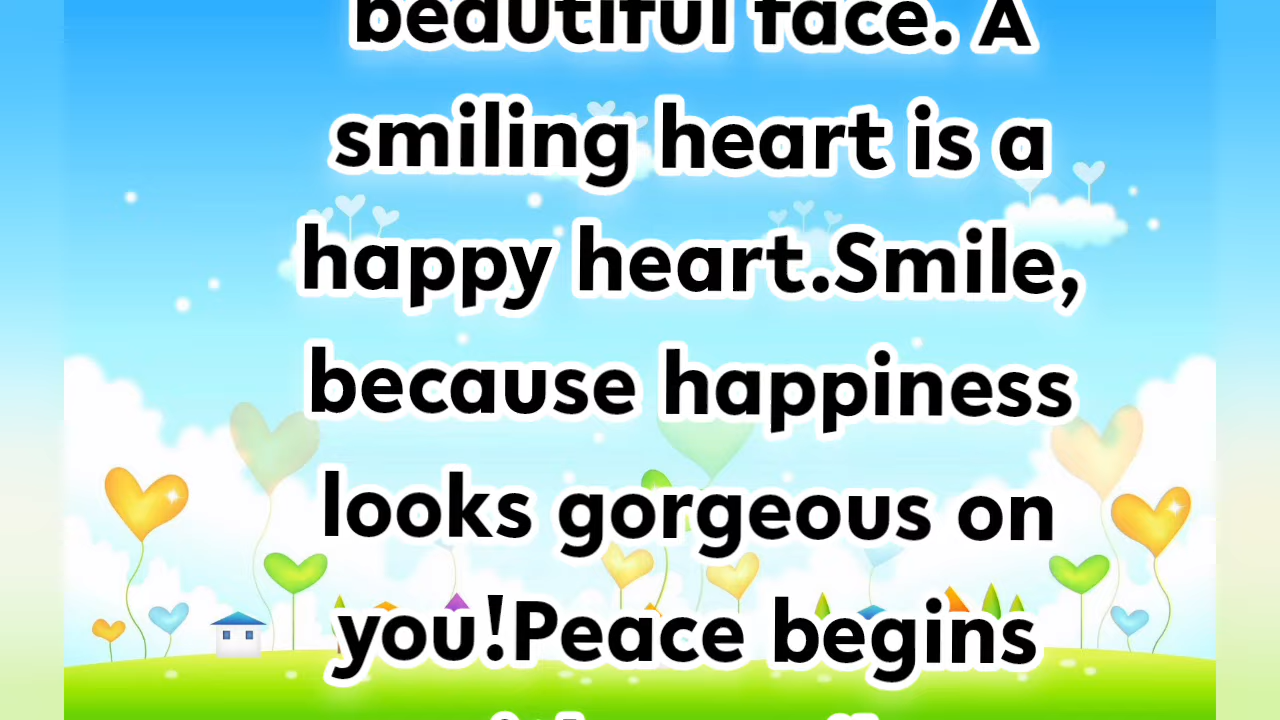 beautiful face. A
smiling heart is a
happy heart.Smile,
because happiness
looks gorgeous on
you!Peace begins